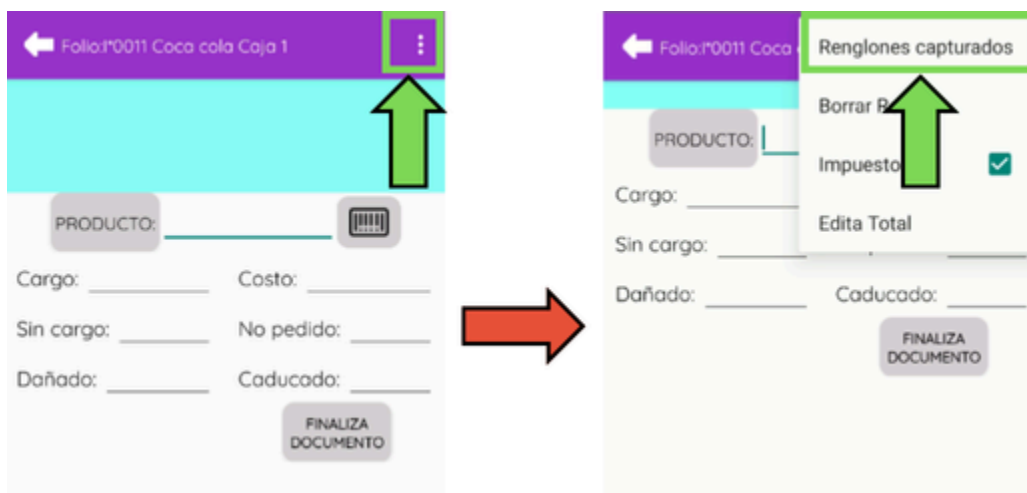 Folio:I*0011 Coca cola Caja 1
PRODUCTO:
Cargo:
Costo:
Sin cargo:
No pedido:
Dañado:
Caducado:
FINALIZA
DOCUMENTO
Folio:I*0011 Coca
Renglones capturados
Borrar
Impuesto
Edita Total
PRODUCTO:
Cargo:
Sin cargo:
Dañado:
Caducado:
FINALIZA
DOCUMENTO